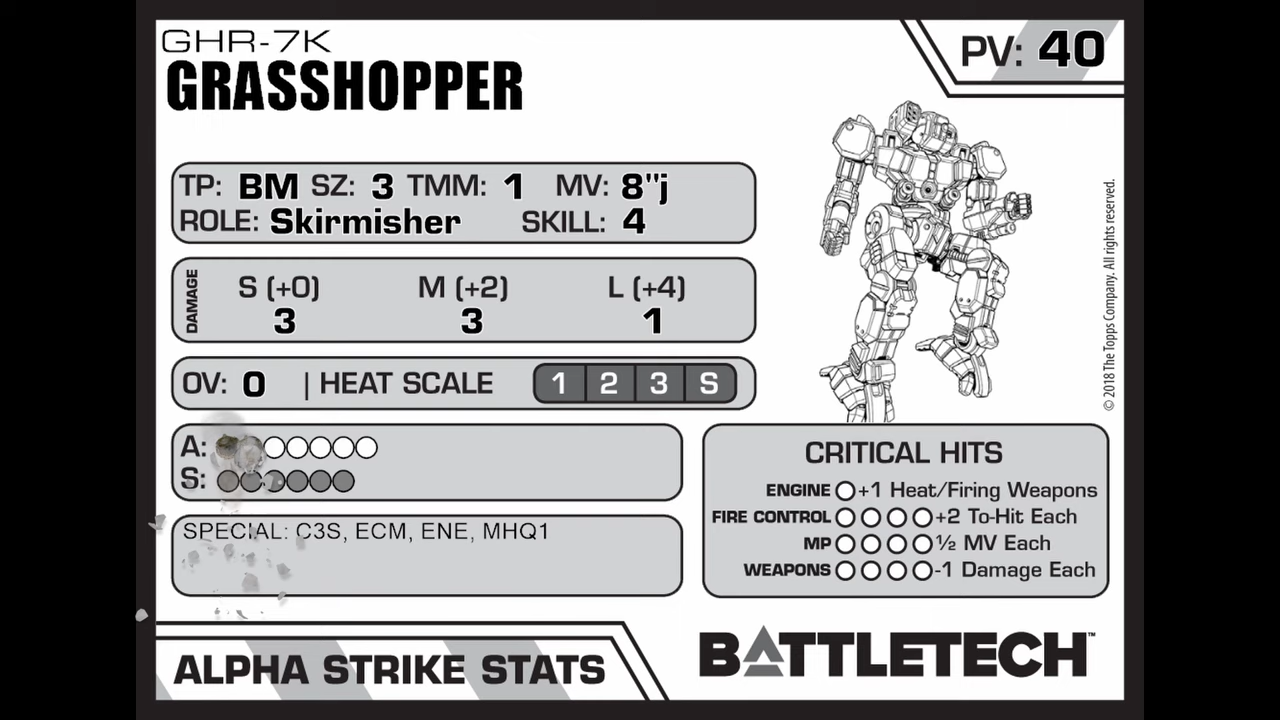 GHR-7K
GRASSHOPPER
PV: 40
TP: BM SZ: 3 TMM: 1 MV: 8"j
ROLE: Skirmisher SKILL: 4
DAMAGE
S (+0) M (+2) L (+4)
3 3 1
OV: 0 | HEAT SCALE 1 2 3 S
A:
S:
SPECIAL: C3S, ECM, ENE, MHQ1
CRITICAL HITS
ENGINE +1 Heat/Firing Weapons
FIRE CONTROL +2 To-Hit Each
MP ½ MV Each
WEAPONS -1 Damage Each
© 2018 The Topps Company. All rights reserved.
ALPHA STRIKE STATS
BATTLETECH™